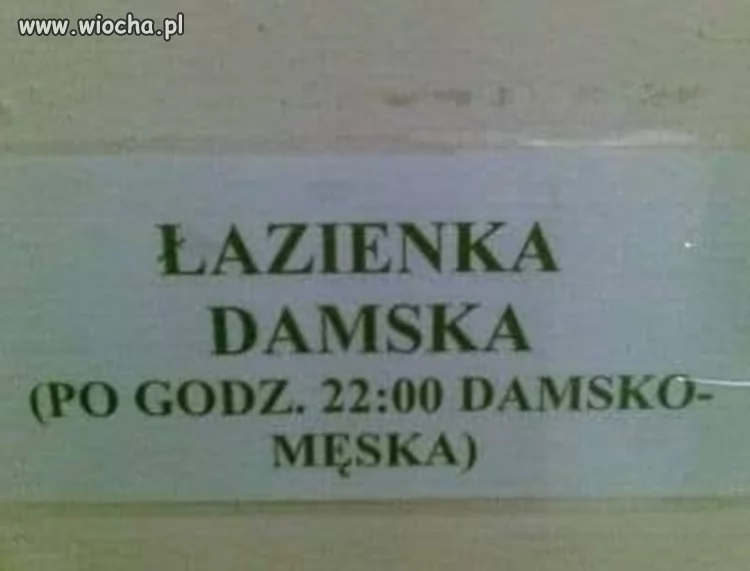 www.wiocha.pl
ŁAZIENKA
DAMSKA
(PO GODZ. 22:00 DAMSKO-
MĘSKA)